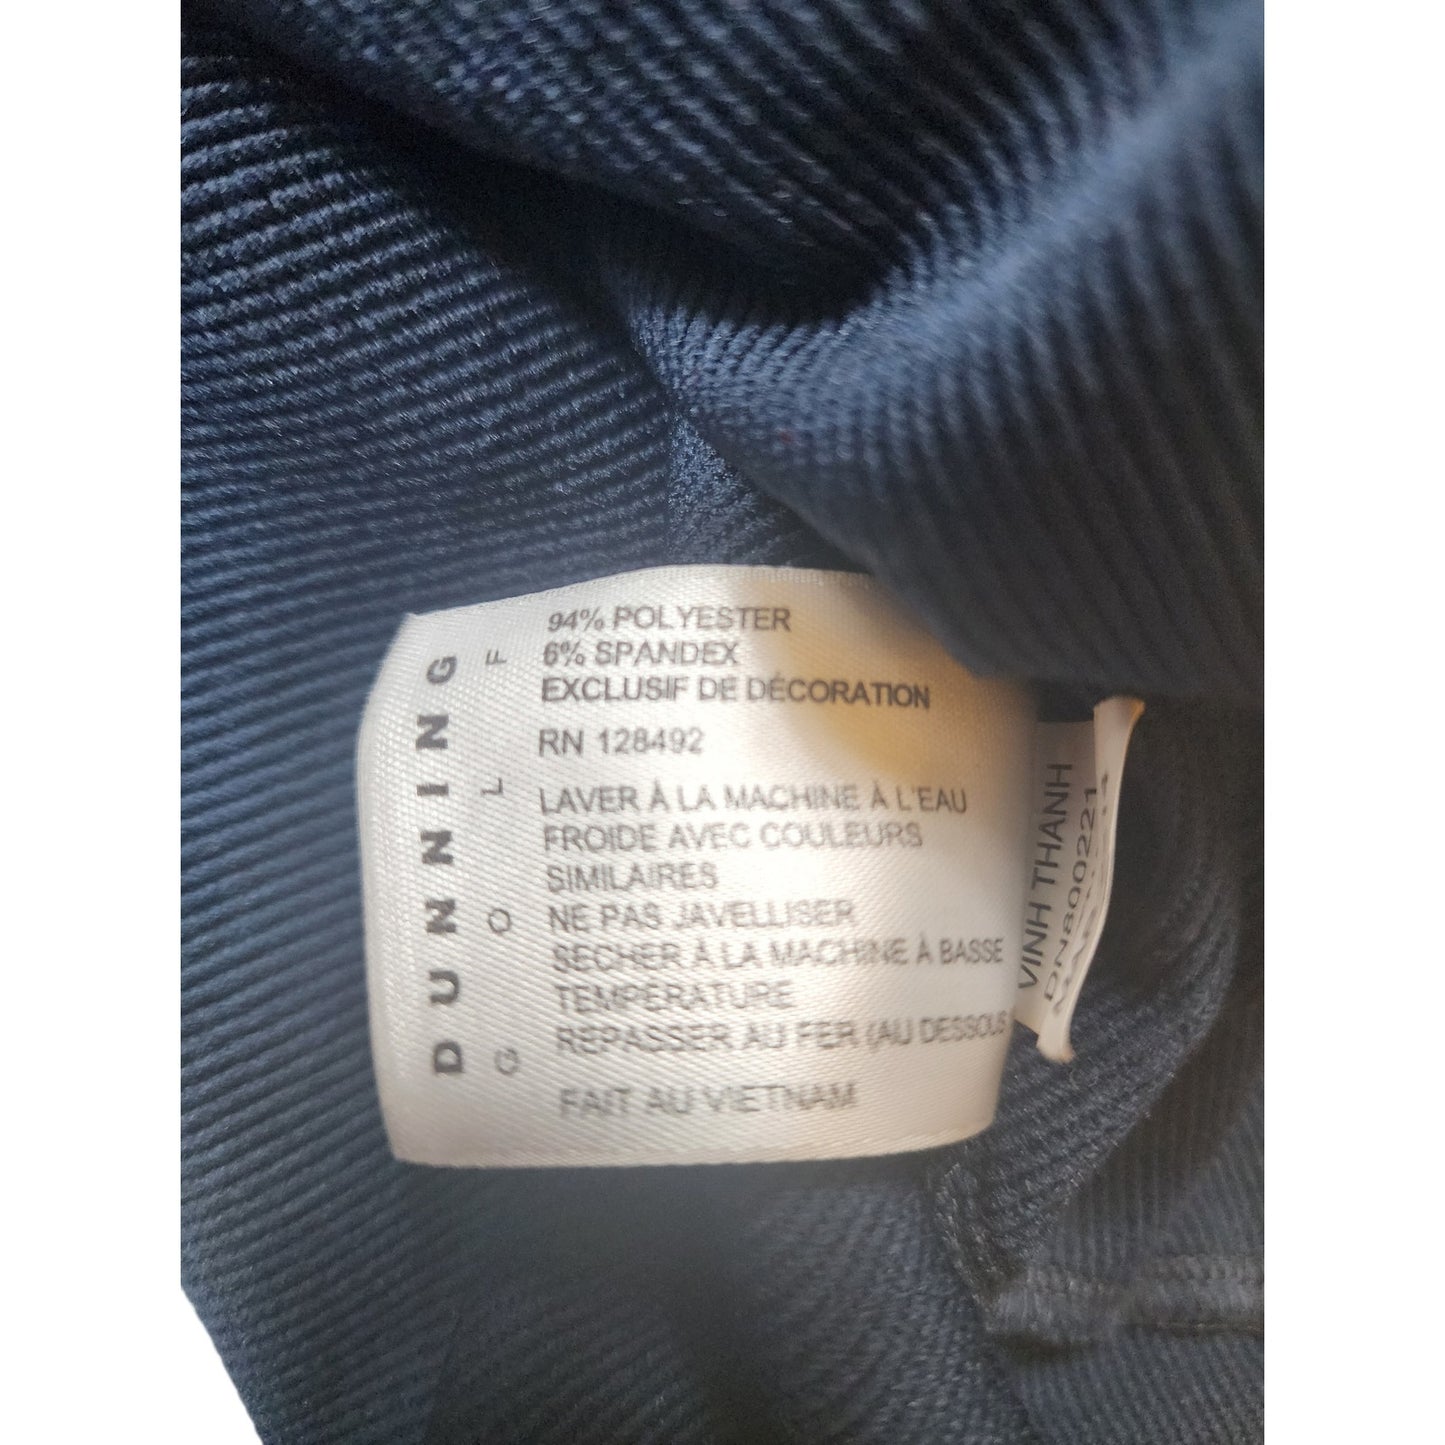 DUNNING
GOLF
94% POLYESTER
6% SPANDEX
EXCLUSIF DE DÉCORATION
RN 128492
LAVER À LA MACHINE À L'EAU
FROIDE AVEC COULEURS
SIMILAIRES
NE PAS JAVELLISER
SECHER À LA MACHINE À BASSE
TEMPÉRATURE
REPASSER AU FER (AU DESSOUS
FAIT AU VIETNAM
VINH THANH
DN800221